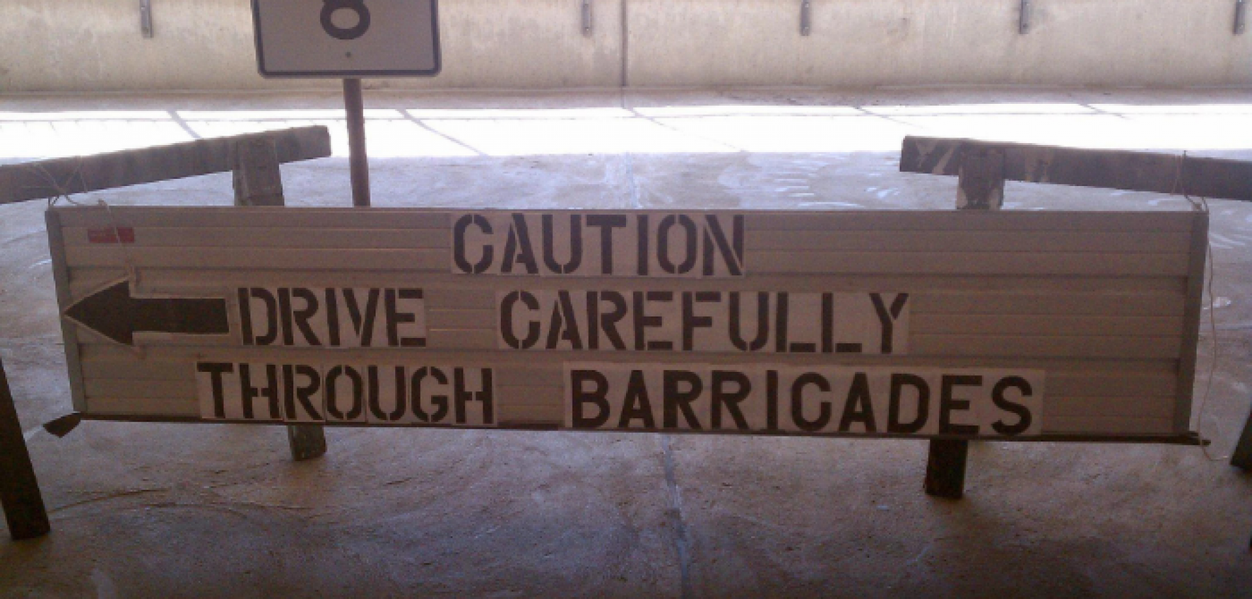 8
CAUTION
DRIVE CAREFULLY
THROUGH BARRICADES